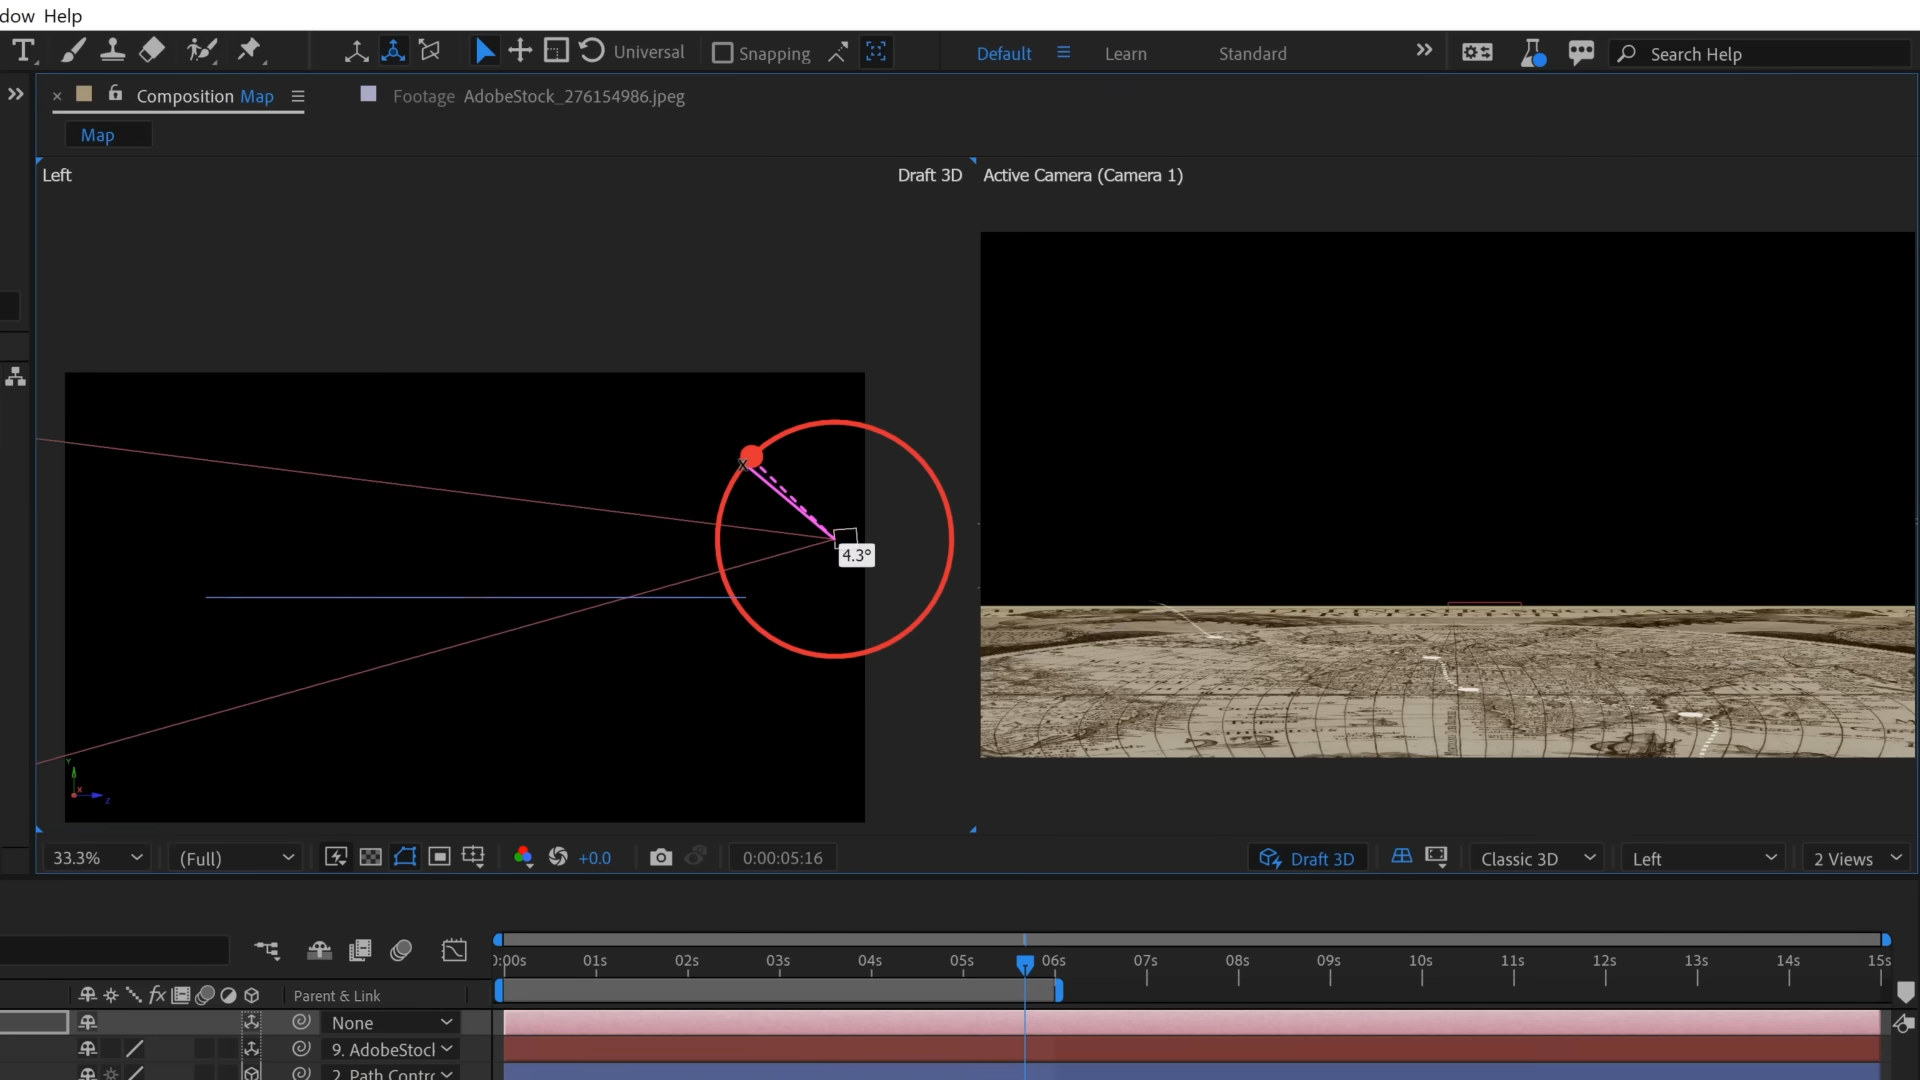 dow Help
Universal
Snapping
Default
Learn
Standard
Search Help
Composition Map
Footage AdobeStock_276154986.jpeg
Map
Left
Draft 3D
Active Camera (Camera 1)
4.3°
33.3%
(Full)
+0.0
0:00:05:16
Draft 3D
Classic 3D
Left
2 Views
0:00s 01s 02s 03s 04s 05s 06s 07s 08s 09s 10s 11s 12s 13s 14s 15s
Parent & Link
None
9. AdobeStocl
2. Path Contrc